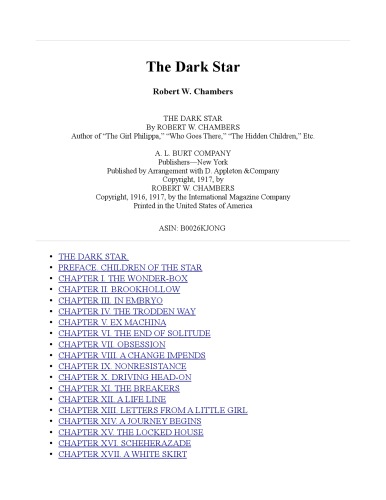 The Dark Star
Robert W. Chambers
THE DARK STAR
By ROBERT W. CHAMBERS
Author of “The Girl Philippa,” “Who Goes There,” “The Hidden Children,” Etc.
A. L. BURT COMPANY
Publishers—New York
Published by Arrangement with D. Appleton &Company
Copyright, 1917, by
ROBERT W. CHAMBERS
Copyright, 1916, 1917, by the International Magazine Company
Printed in the United States of America
ASIN: B0026KJONG
• THE DARK STAR.
• PREFACE. CHILDREN OF THE STAR
• CHAPTER I. THE WONDER-BOX
• CHAPTER II. BROOKHOLLOW
• CHAPTER III. IN EMBRYO
• CHAPTER IV. THE TRODDEN WAY
• CHAPTER V. EX MACHINA
• CHAPTER VI. THE END OF SOLITUDE
• CHAPTER VII. OBSESSION
• CHAPTER VIII. A CHANGE IMPENDS
• CHAPTER IX. NONRESISTANCE
• CHAPTER X. DRIVING HEAD-ON
• CHAPTER XI. THE BREAKERS
• CHAPTER XII. A LIFE LINE
• CHAPTER XIII. LETTERS FROM A LITTLE GIRL
• CHAPTER XIV. A JOURNEY BEGINS
• CHAPTER XV. THE LOCKED HOUSE
• CHAPTER XVI. SCHEHERAZADE
• CHAPTER XVII. A WHITE SKIRT